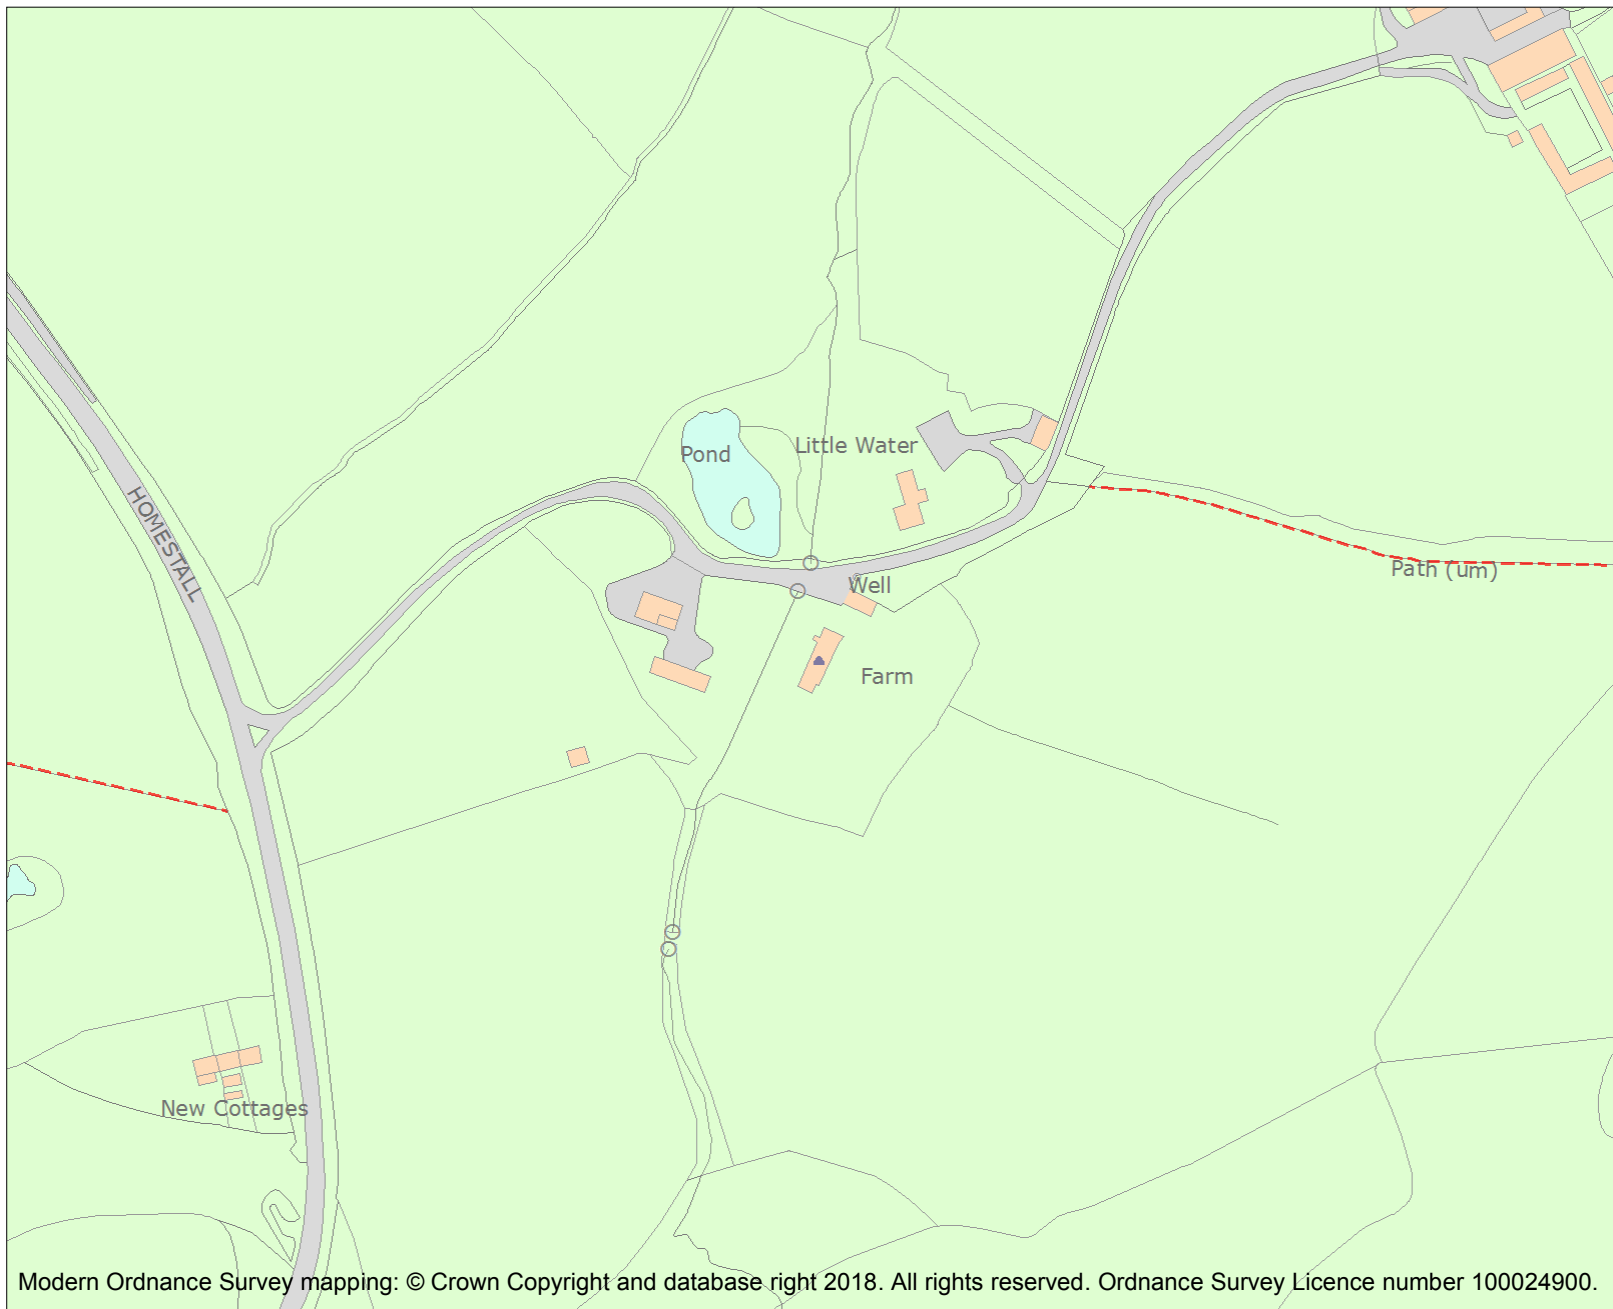 Pond
Little Water
HOMESTALL
Path (um)
Well
Farm
New Cottages
Modern Ordnance Survey mapping: © Crown Copyright and database right 2018. All rights reserved. Ordnance Survey Licence number 100024900.